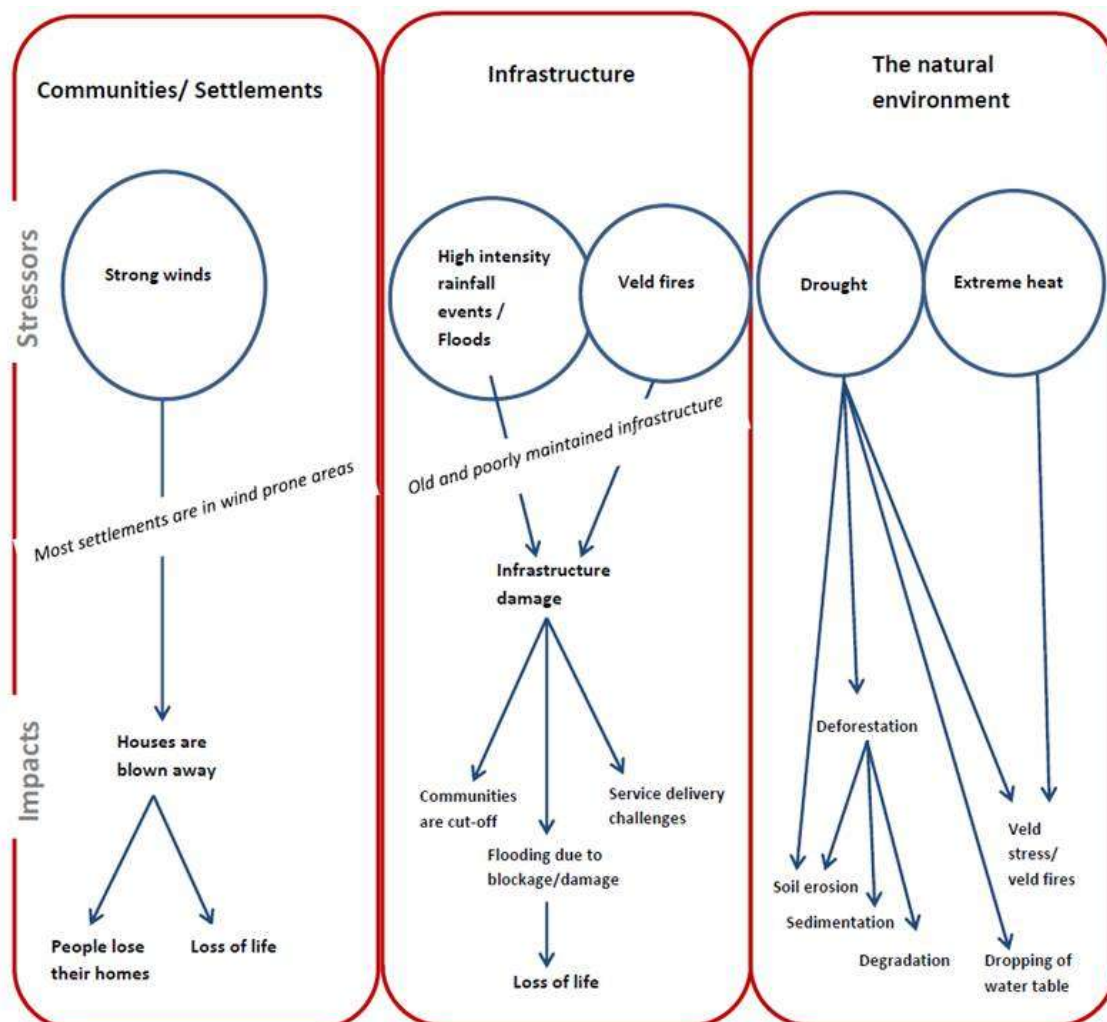 Communities/ Settlements
Infrastructure
The natural
environment
Stressors
Strong winds
High intensity
rainfall
events /
Floods
Veld fires
Drought
Extreme heat
Most settlements are in wind prone areas
Old and poorly maintained infrastructure
Infrastructure
damage
Impacts
Houses are
blown away
People lose
their homes
Loss of life
Communities
are cut-off
Service delivery
challenges
Flooding due to
blockage/damage
Loss of life
Deforestation
Soil erosion
Sedimentation
Degradation
Veld
stress/
veld fires
Dropping of
water table